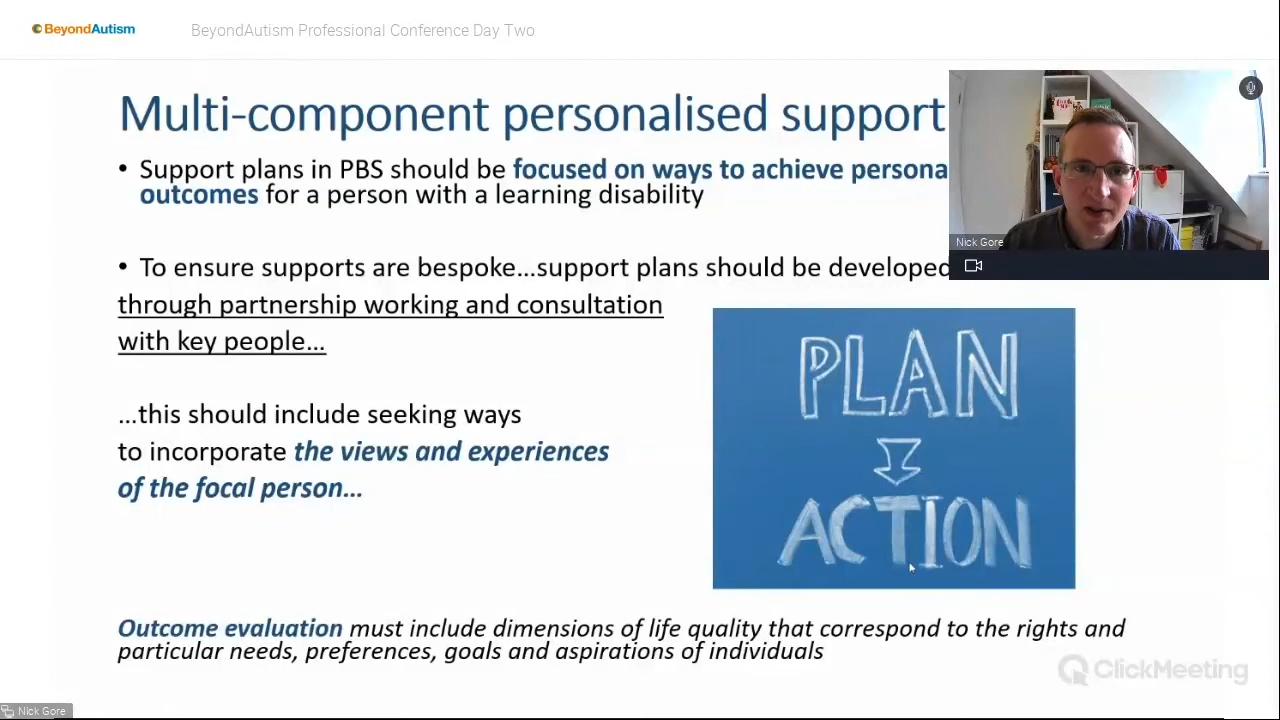 BeyondAutism
BeyondAutism Professional Conference Day Two
Multi-component personalised support
• Support plans in PBS should be focused on ways to achieve persona
outcomes for a person with a learning disability
Nick Gore
• To ensure supports are bespoke...support plans should be developed
through partnership working and consultation
with key people...
PLAN
ACTION
...this should include seeking ways
to incorporate the views and experiences
of the focal person...
Outcome evaluation must include dimensions of life quality that correspond to the rights and
particular needs, preferences, goals and aspirations of individuals
ClickMeeting
Nick Gore